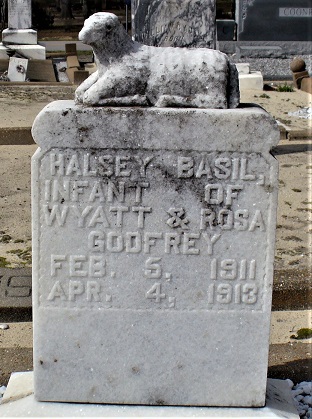 HALSEY BASIL,
INFANT OF
WYATT & ROSA
GODFREY
FEB. 5, 1911
APR. 4, 1913